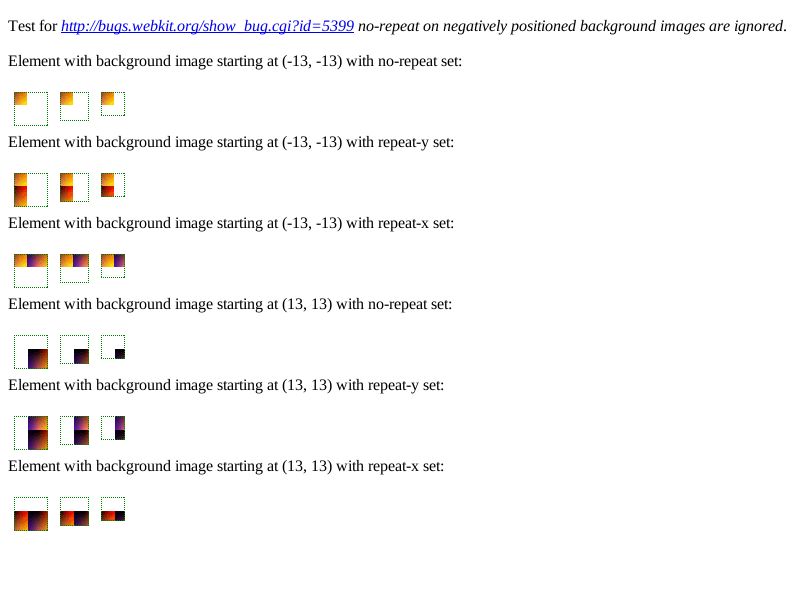 Test for http://bugs.webkit.org/show_bug.cgi?id=5399 no-repeat on negatively positioned background images are ignored.
Element with background image starting at (-13, -13) with no-repeat set:
Element with background image starting at (-13, -13) with repeat-y set:
Element with background image starting at (-13, -13) with repeat-x set:
Element with background image starting at (13, 13) with no-repeat set:
Element with background image starting at (13, 13) with repeat-y set:
Element with background image starting at (13, 13) with repeat-x set: